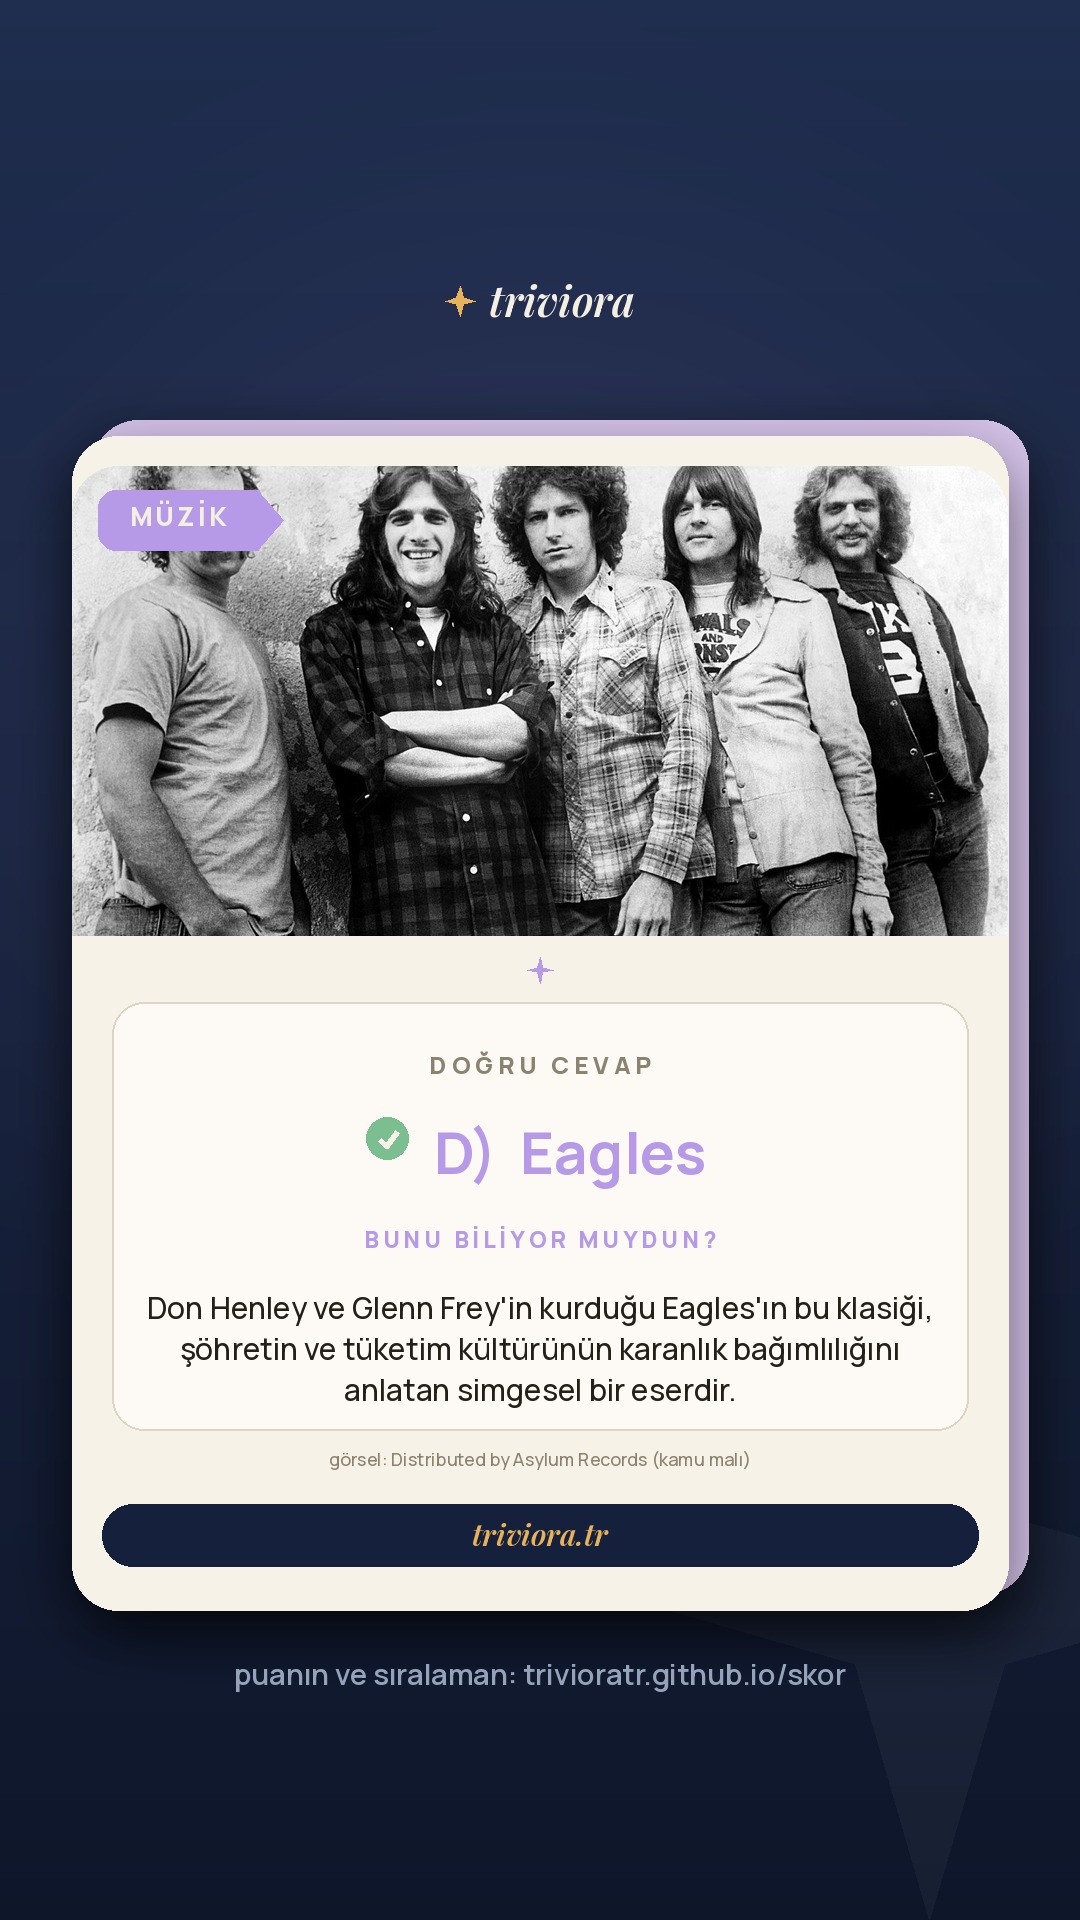 triviora
MÜZİK
DOĞRU CEVAP
D) Eagles
BUNU BİLİYOR MUYDUN?
Don Henley ve Glenn Frey'in kurduğu Eagles'ın bu klasiği,
şöhretin ve tüketim kültürünün karanlık bağımlılığını
anlatan simgesel bir eserdir.
görsel: Distributed by Asylum Records (kamu malı)
triviora.tr
puanın ve sıralaman: trivioratr.github.io/skor